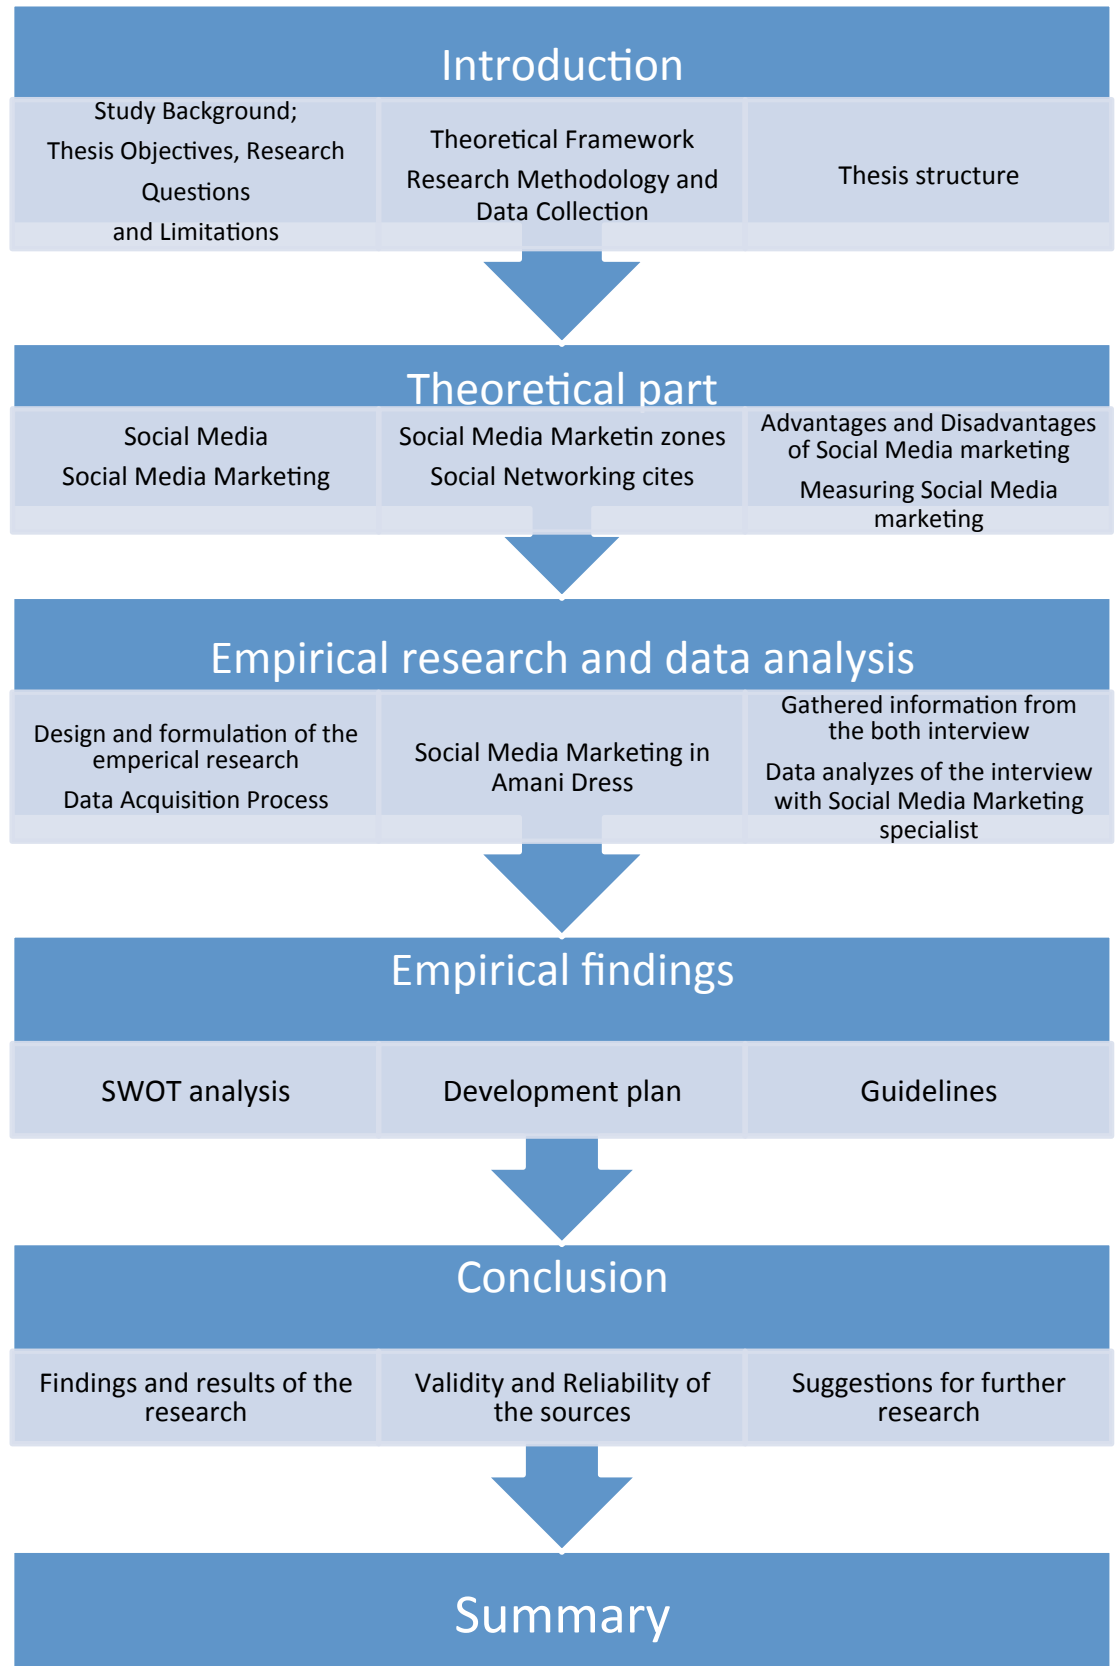 Introduction
Study Background;
Thesis Objectives, Research
Questions
and Limitations
Theoretical Framework
Research Methodology and
Data Collection
Thesis structure
Theoretical part
Social Media
Social Media Marketing
Social Media Marketin zones
Social Networking cites
Advantages and Disadvantages
of Social Media marketing
Measuring Social Media
marketing
Empirical research and data analysis
Design and formulation of the
emperical research
Data Acquisition Process
Social Media Marketing in
Amani Dress
Gathered information from
the both interview
Data analyzes of the interview
with Social Media Marketing
specialist
Empirical findings
SWOT analysis
Development plan
Guidelines
Conclusion
Findings and results of the
research
Validity and Reliability of
the sources
Suggestions for further
research
Summary